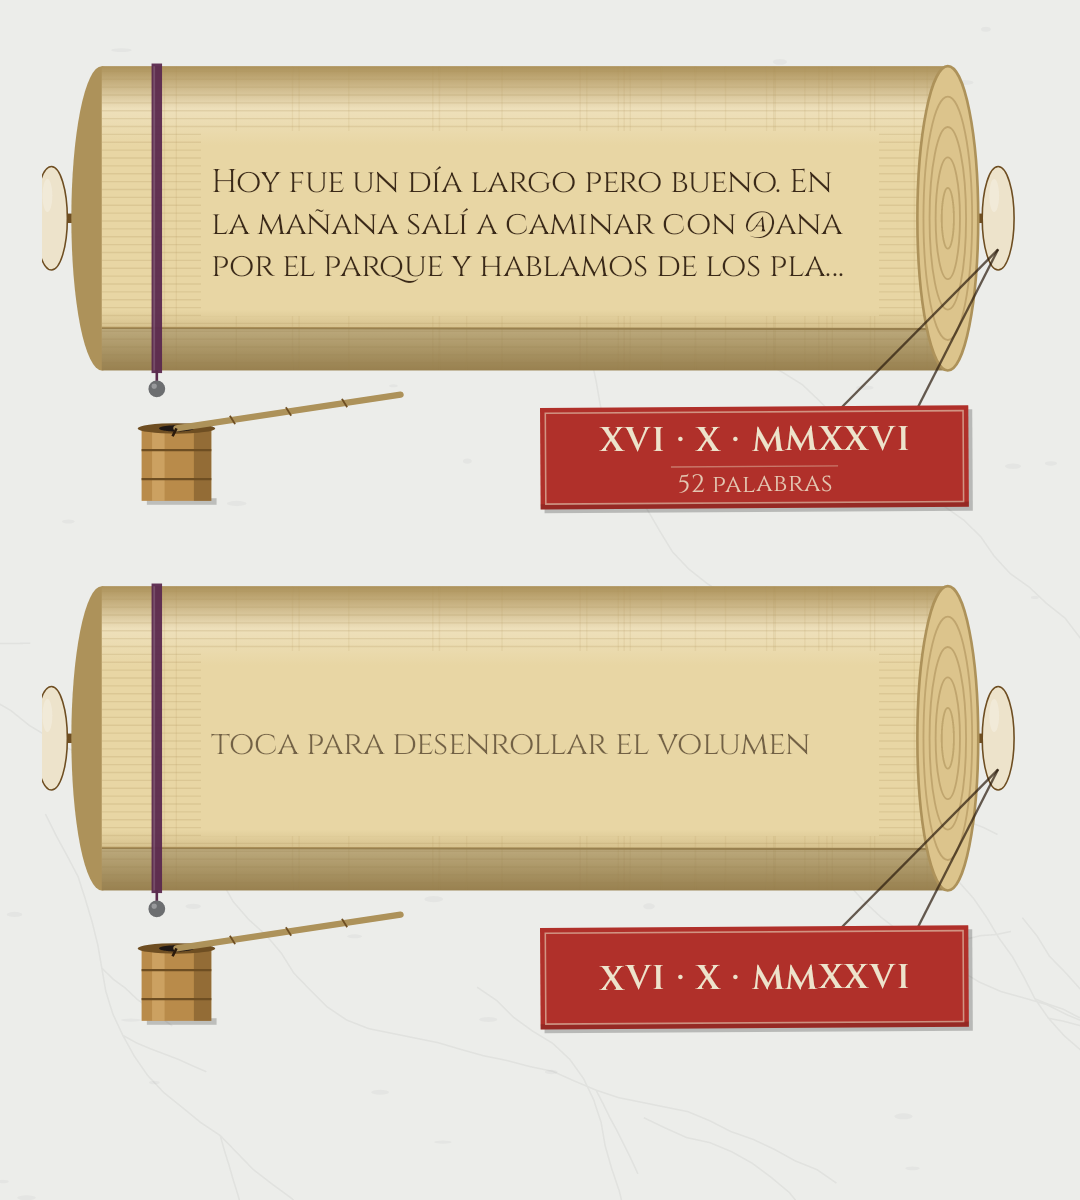 Hoy fue un día largo pero bueno. En
la mañana salí a caminar con @ana
por el parque y hablamos de los pla...
XVI · X · MMXXVI
52 palabras
toca para desenrollar el volumen
XVI · X · MMXXVI